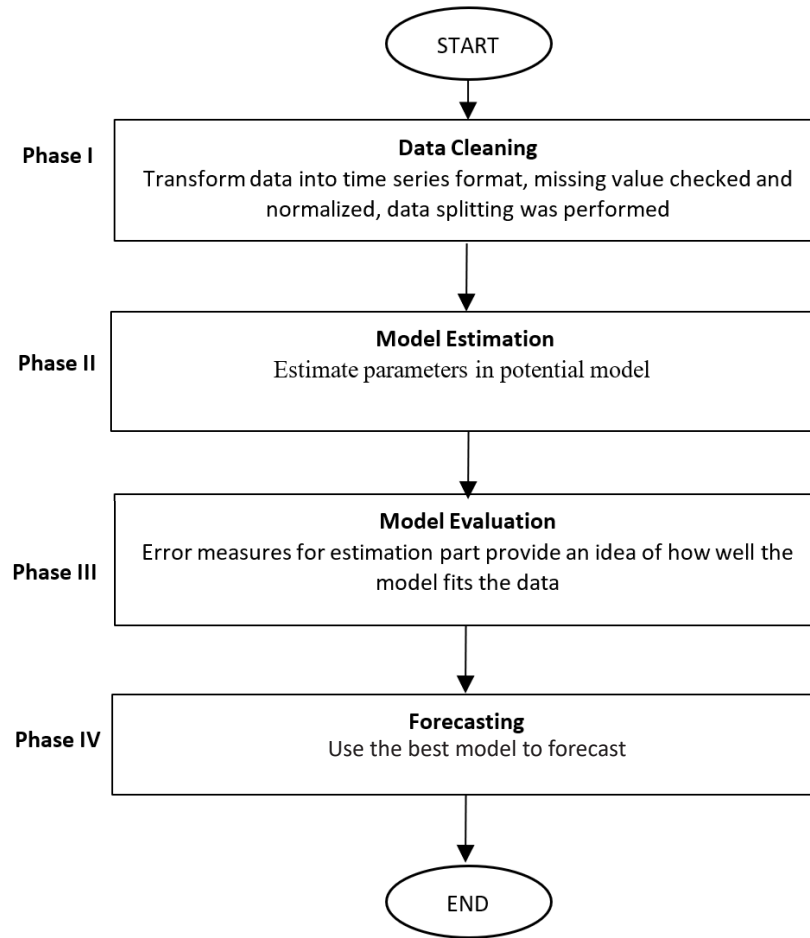 START
Phase I
Data Cleaning
Transform data into time series format, missing value checked and
normalized, data splitting was performed
Phase II
Model Estimation
Estimate parameters in potential model
Phase III
Model Evaluation
Error measures for estimation part provide an idea of how well the
model fits the data
Phase IV
Forecasting
Use the best model to forecast
END